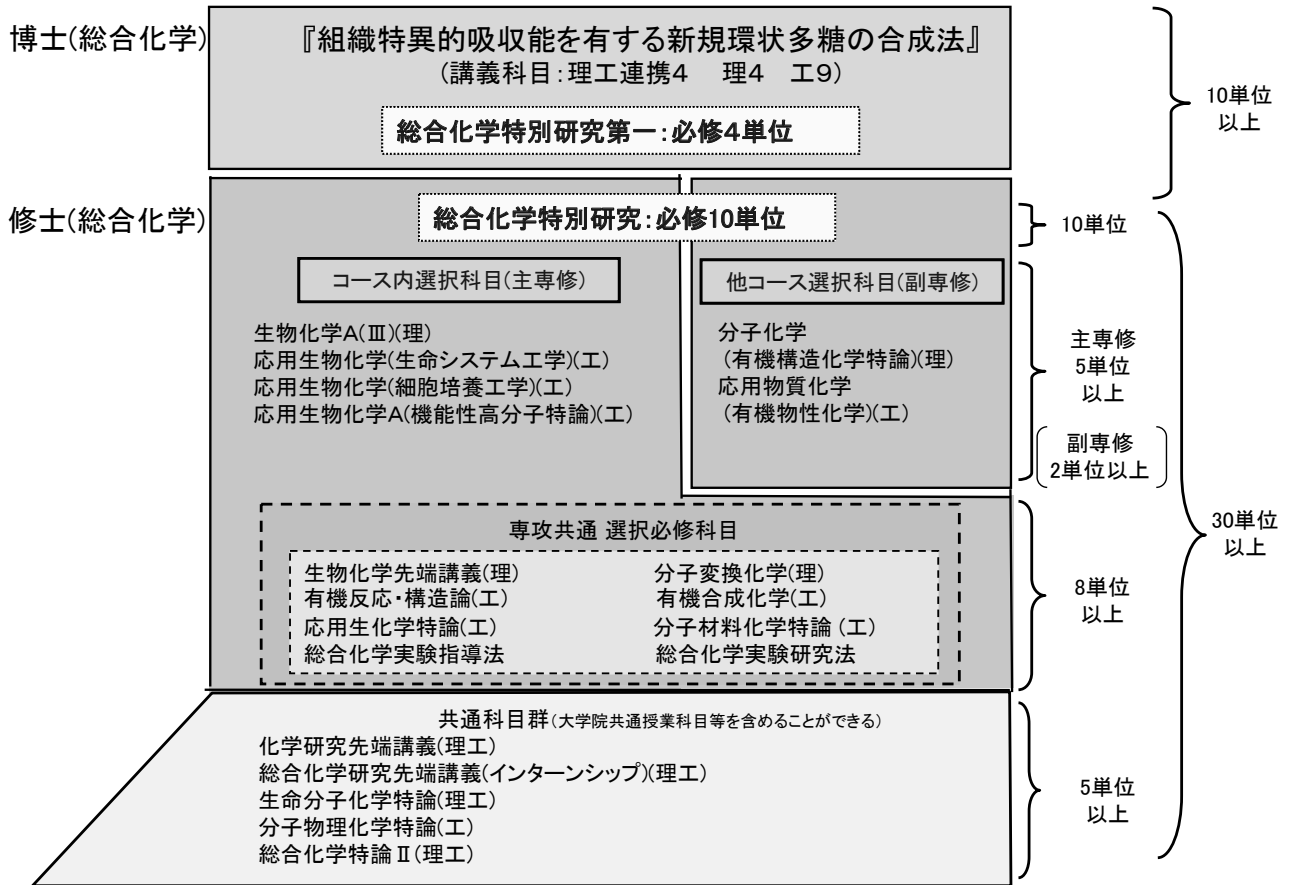 博士(総合化学)
『組織特異的吸収能を有する新規環状多糖の合成法』
(講義科目:理工連携4 理4 工9)
総合化学特別研究第一:必修4単位
10単位
以上
修士(総合化学)
総合化学特別研究:必修10単位
10単位
コース内選択科目(主専修)
生物化学A(Ⅲ)(理)
応用生物化学(生命システム工学)(工)
応用生物化学(細胞培養工学)(工)
応用生物化学A(機能性高分子特論)(工)
他コース選択科目(副専修)
分子化学
(有機構造化学特論)(理)
応用物質化学
(有機物性化学)(工)
主専修
5単位
以上
副専修
2単位以上
専攻共通 選択必修科目
生物化学先端講義(理) 分子変換化学(理)
有機反応・構造論(工) 有機合成化学(工)
応用生化学特論(工) 分子材料化学特論(工)
総合化学実験指導法 総合化学実験研究法
8単位
以上
30単位
以上
共通科目群(大学院共通授業科目等を含めることができる)
化学研究先端講義(理工)
総合化学研究先端講義(インターンシップ)(理工)
生命分子化学特論(理工)
分子物理化学特論(工)
総合化学特論Ⅱ(理工)
5単位
以上